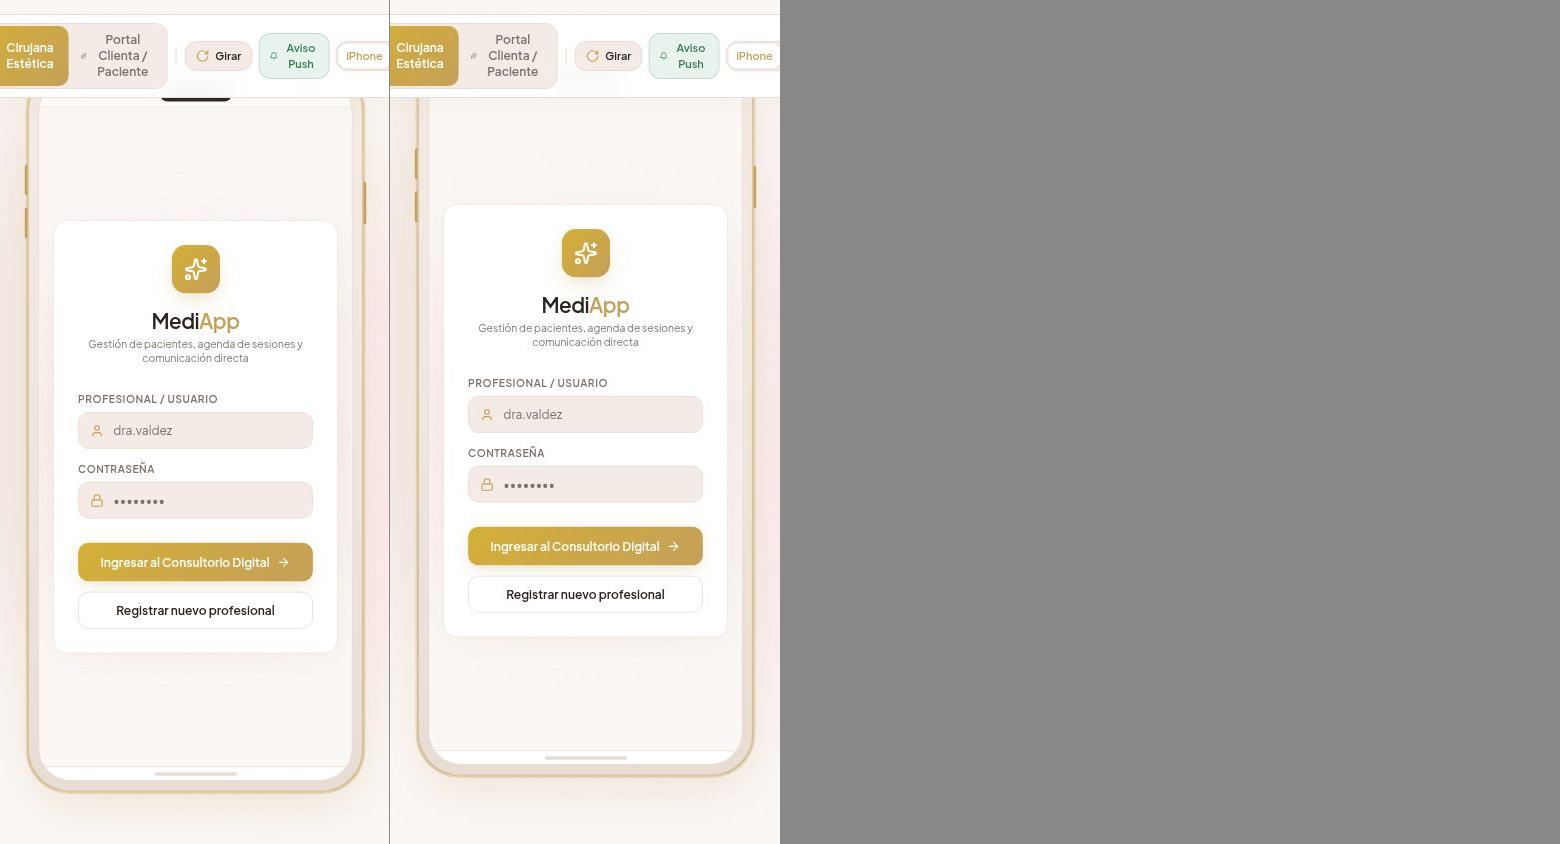 Cirujana
Estética
Portal
Clienta /
Paciente
Girar
Aviso
Push
iPhone
MediApp
Gestión de pacientes, agenda de sesiones y
comunicación directa
PROFESIONAL / USUARIO
dra.valdez
CONTRASEÑA
••••••••
Ingresar al Consultorio Digital
Registrar nuevo profesional
Cirujana
Estética
Portal
Clienta /
Paciente
Girar
Aviso
Push
iPhone
MediApp
Gestión de pacientes, agenda de sesiones y
comunicación directa
PROFESIONAL / USUARIO
dra.valdez
CONTRASEÑA
••••••••
Ingresar al Consultorio Digital
Registrar nuevo profesional